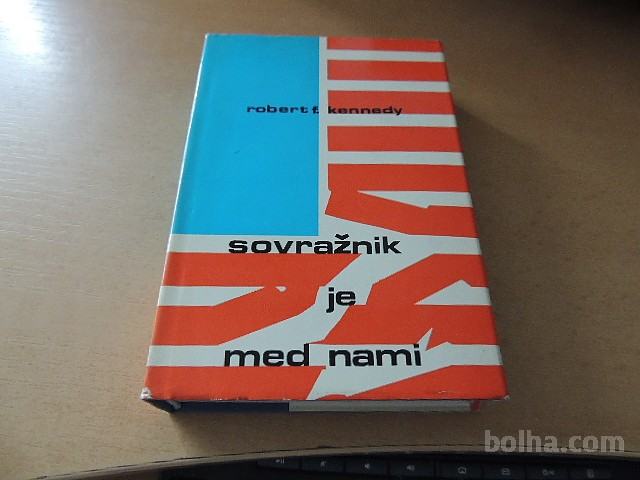 robert f. kennedy
sovražnik
je
med nami
bolha.com